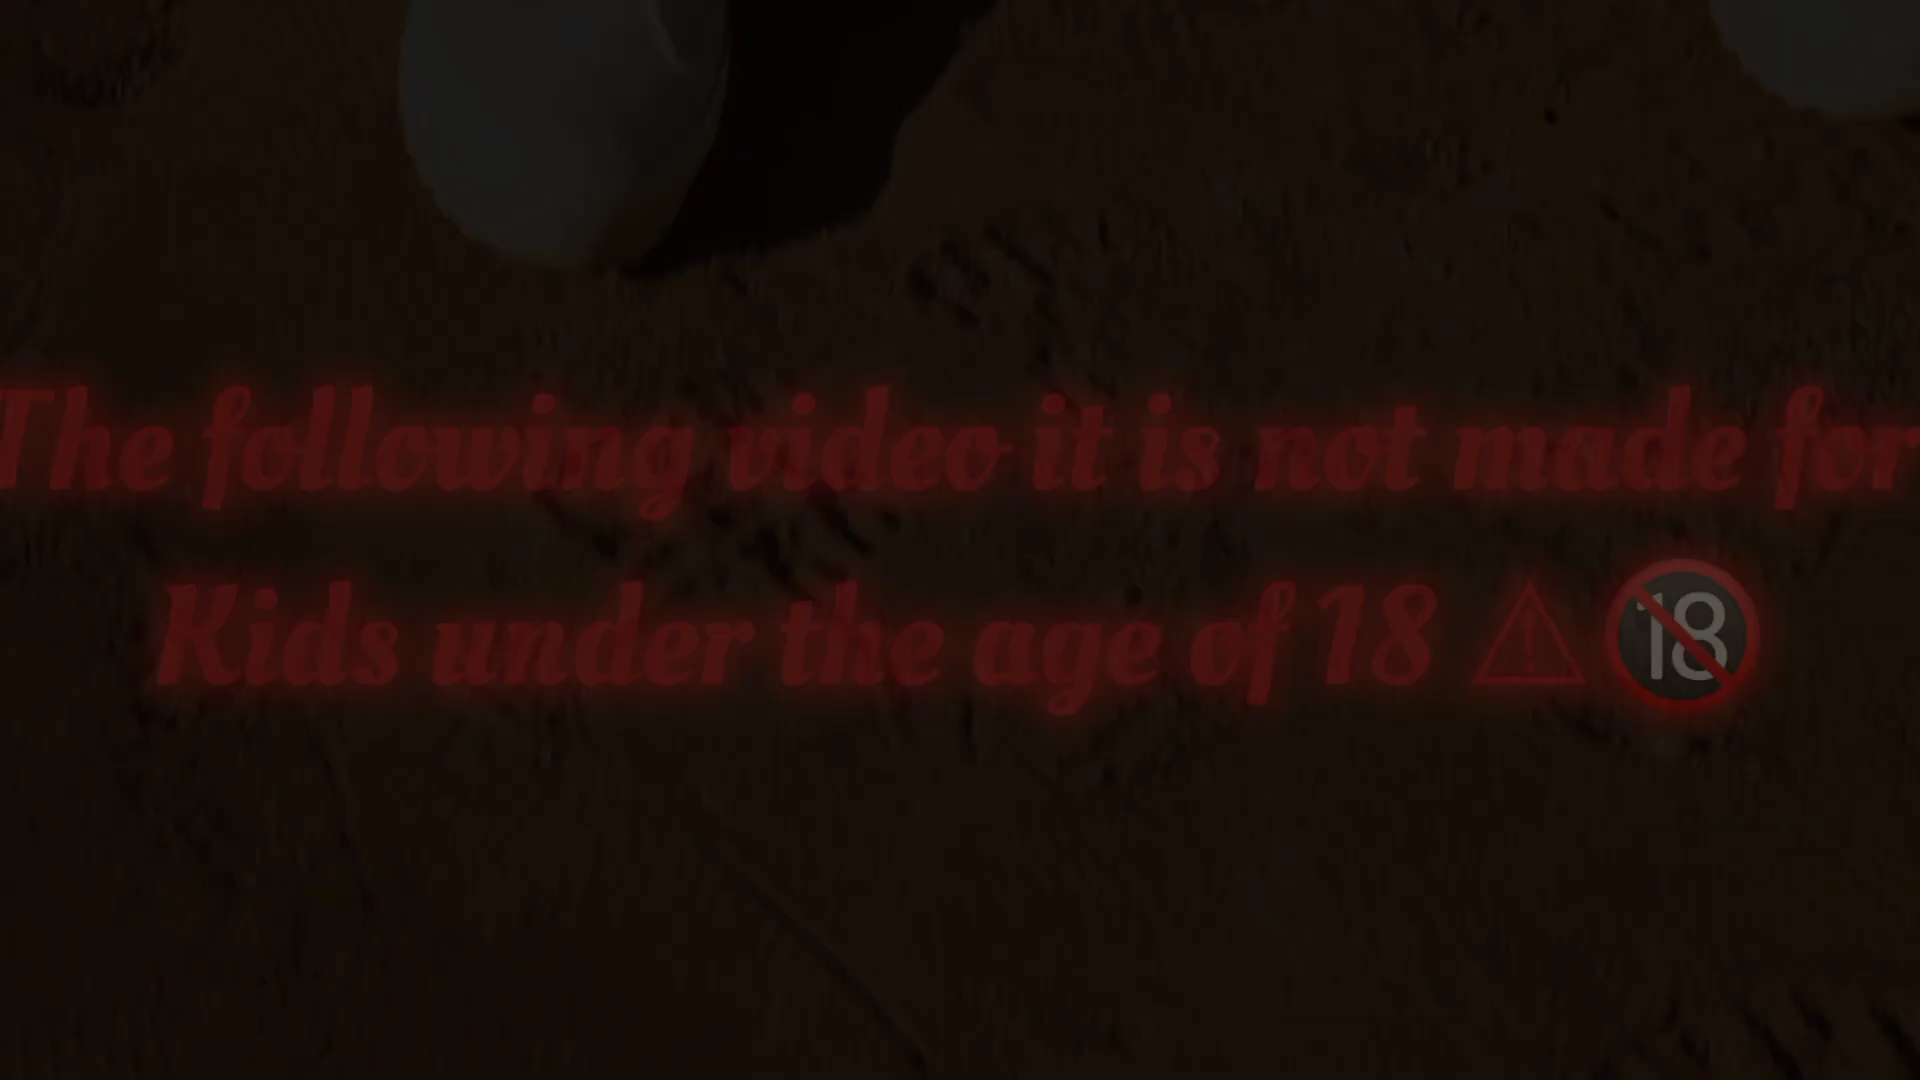 The following video it is not made for
Kids under the age of 18 ⚠🔞